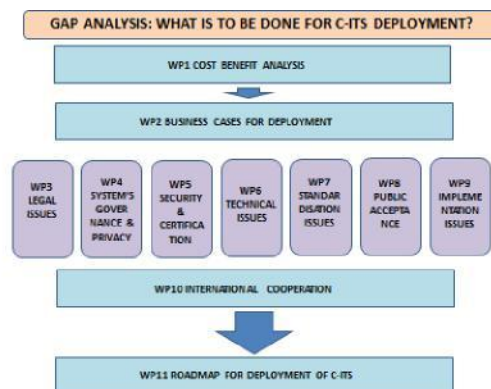 GAP ANALYSIS: WHAT IS TO BE DONE FOR C-ITS DEPLOYMENT?
WP1 COST BENEFIT ANALYSIS
WP2 BUSINESS CASES FOR DEPLOYMENT
WP3
LEGAL
ISSUES
WP4
SYSTEM'S
GOVER
NANCE &
PRIVACY
WP5
SECURITY
&
CERTIFICA
TION
WP6
TECHNICAL
ISSUES
WP7
STANDAR
DISATION
ISSUES
WP8
PUBLIC
ACCEPTA
NCE
WP9
IMPLEME
NTATION
ISSUES
WP10 INTERNATIONAL COOPERATION
WP11 ROADMAP FOR DEPLOYMENT OF C-ITS